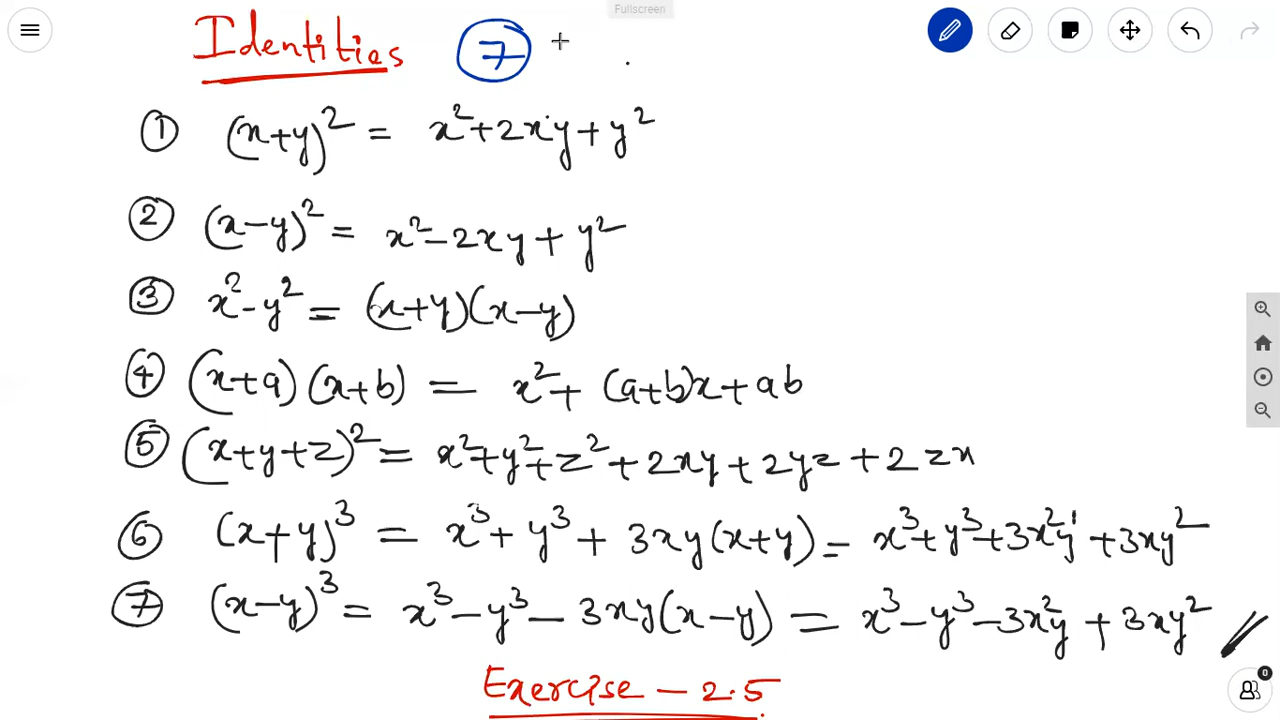 Fullscreen
Identities ⑦
① (x+y)² = x²+2xy+y²
② (x-y)² = x²-2xy+y²
③ x²-y² = (x+y)(x-y)
④ (x+a)(x+b) = x²+(a+b)x+ab
⑤ (x+y+z)² = x²+y²+z²+2xy+2yz+2zx
⑥ (x+y)³ = x³+y³+3xy(x+y) = x³+y³+3x²y+3xy²
⑦ (x-y)³ = x³-y³-3xy(x-y) = x³-y³-3x²y+3xy²
Exercise - 2.5
0